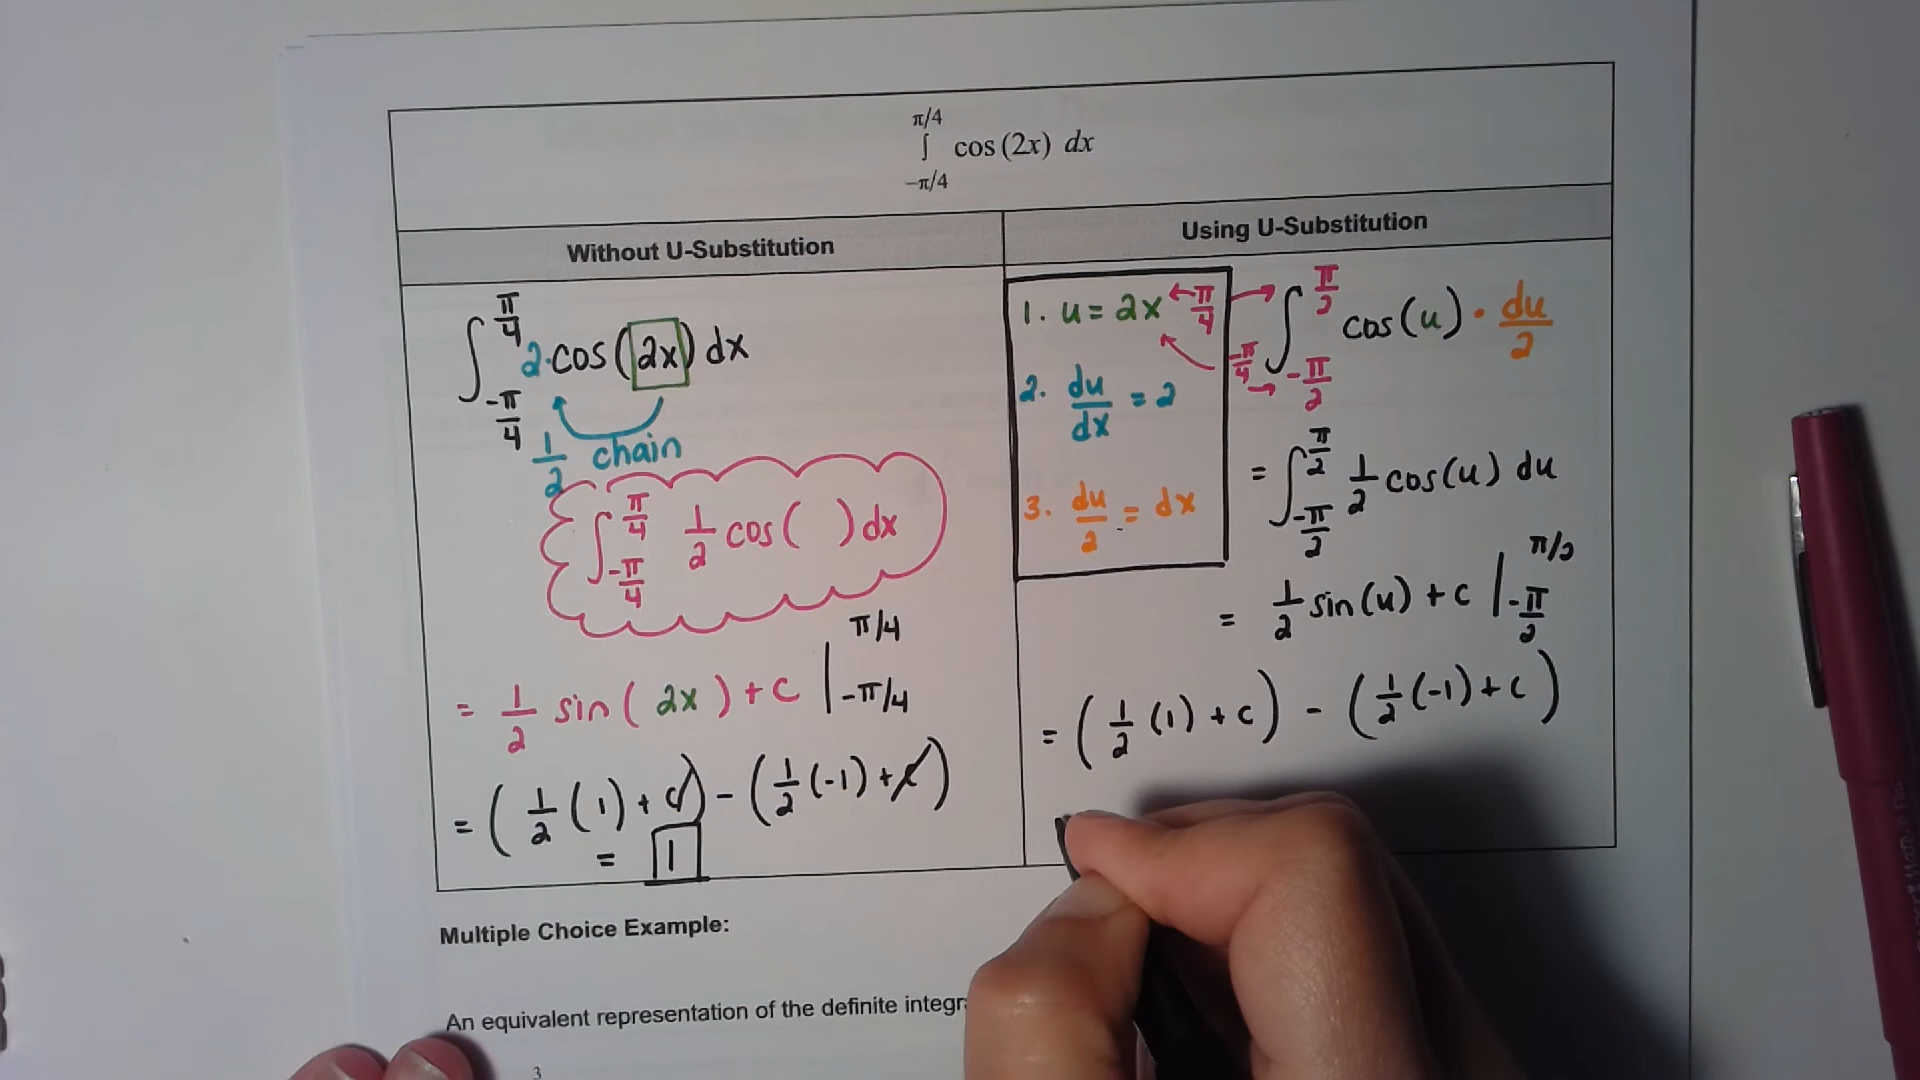 π/4
∫ cos (2x) dx
-π/4
Without U-Substitution
∫ π/4 -π/4 2·cos(2x)dx
1/2 chain
∫ π/4 -π/4 1/2 cos( )dx
= 1/2 sin( 2x )+c | π/4 -π/4
= (1/2(1)+c) - (1/2(-1)+c)
= 1
Using U-Substitution
1. u = 2x π/4 -π/4
2. du/dx = 2
3. du/2 = dx
∫ π/2 -π/2 cos(u) · du/2
= ∫ π/2 -π/2 1/2 cos(u) du
= 1/2 sin(u) + c | π/2 -π/2
= (1/2(1) + c) - (1/2(-1)+c)
Multiple Choice Example:
An equivalent representation of the definite
3